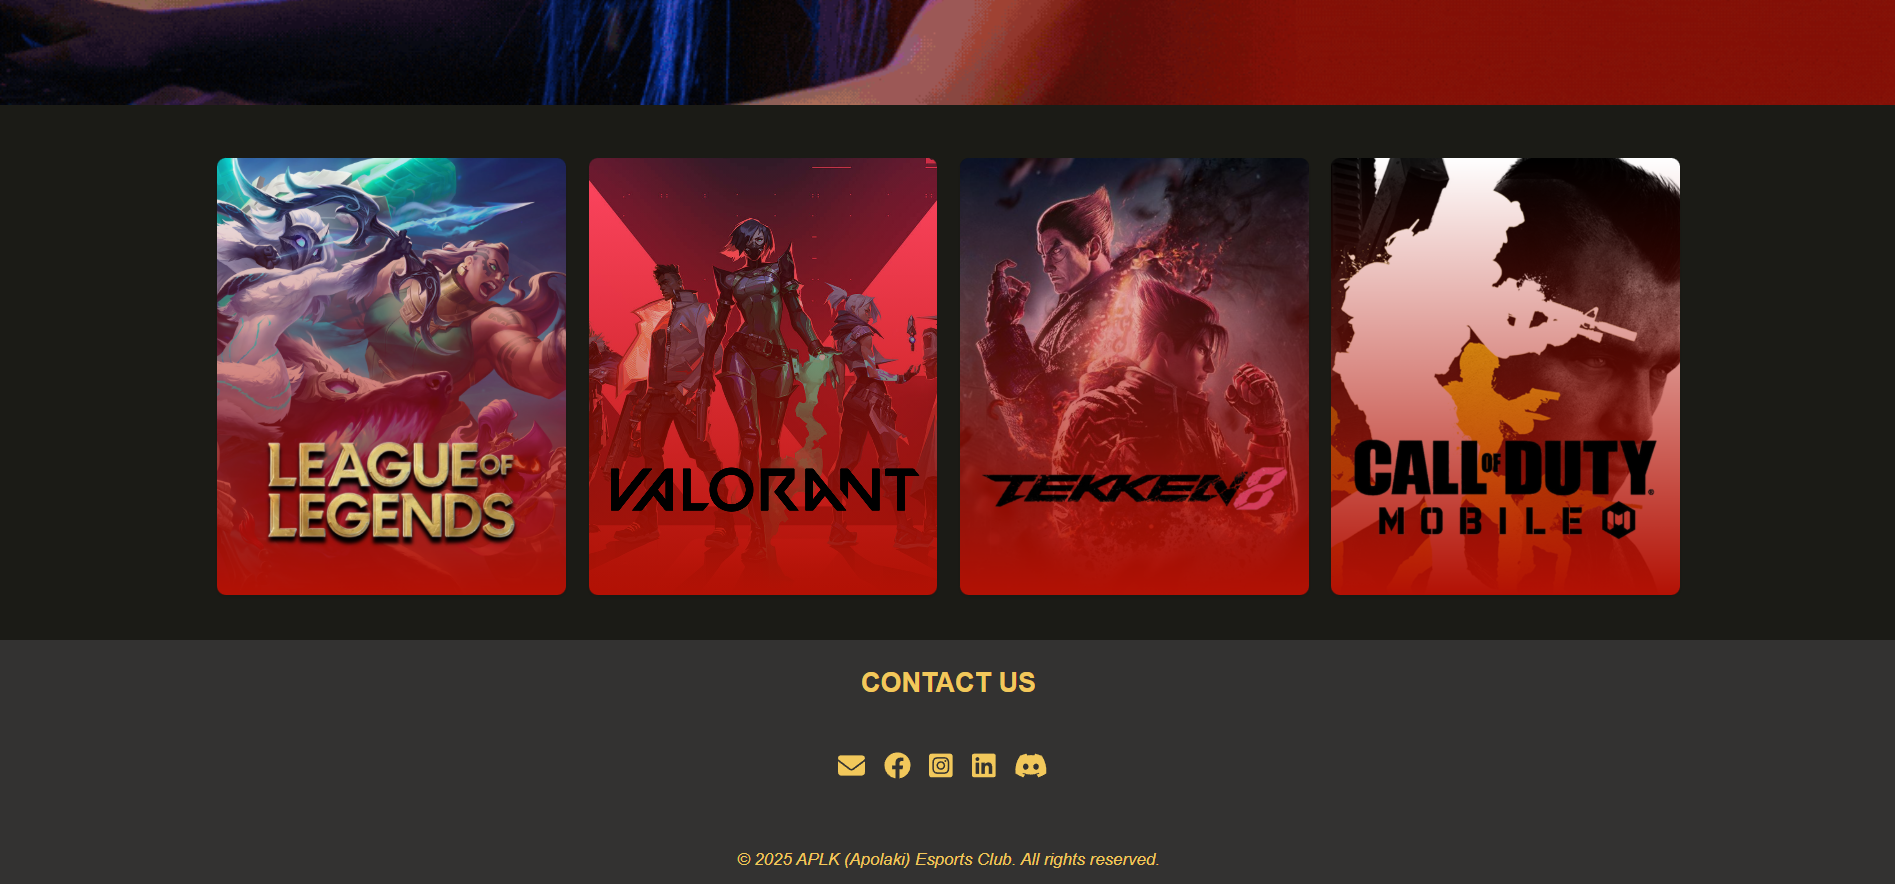 LEAGUE OF
LEGENDS
VALORANT
TEKKEN 8
CALL OF DUTY
MOBILE
CONTACT US
© 2025 APLK (Apolaki) Esports Club. All rights reserved.